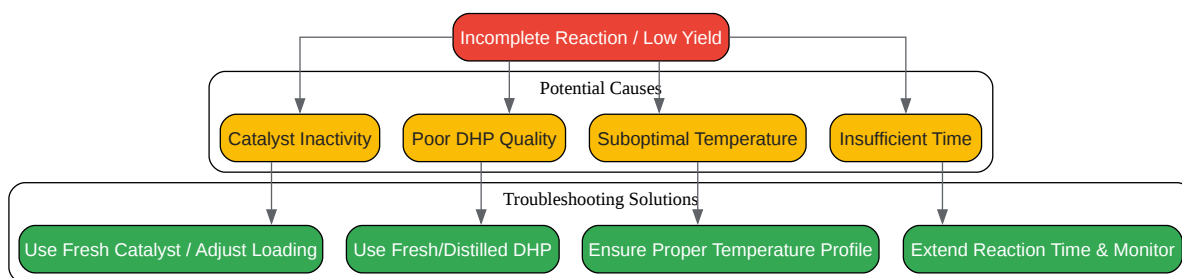 Incomplete Reaction / Low Yield
Potential Causes
Catalyst Inactivity
Poor DHP Quality
Suboptimal Temperature
Insufficient Time
Troubleshooting Solutions
Use Fresh Catalyst / Adjust Loading
Use Fresh/Distilled DHP
Ensure Proper Temperature Profile
Extend Reaction Time & Monitor